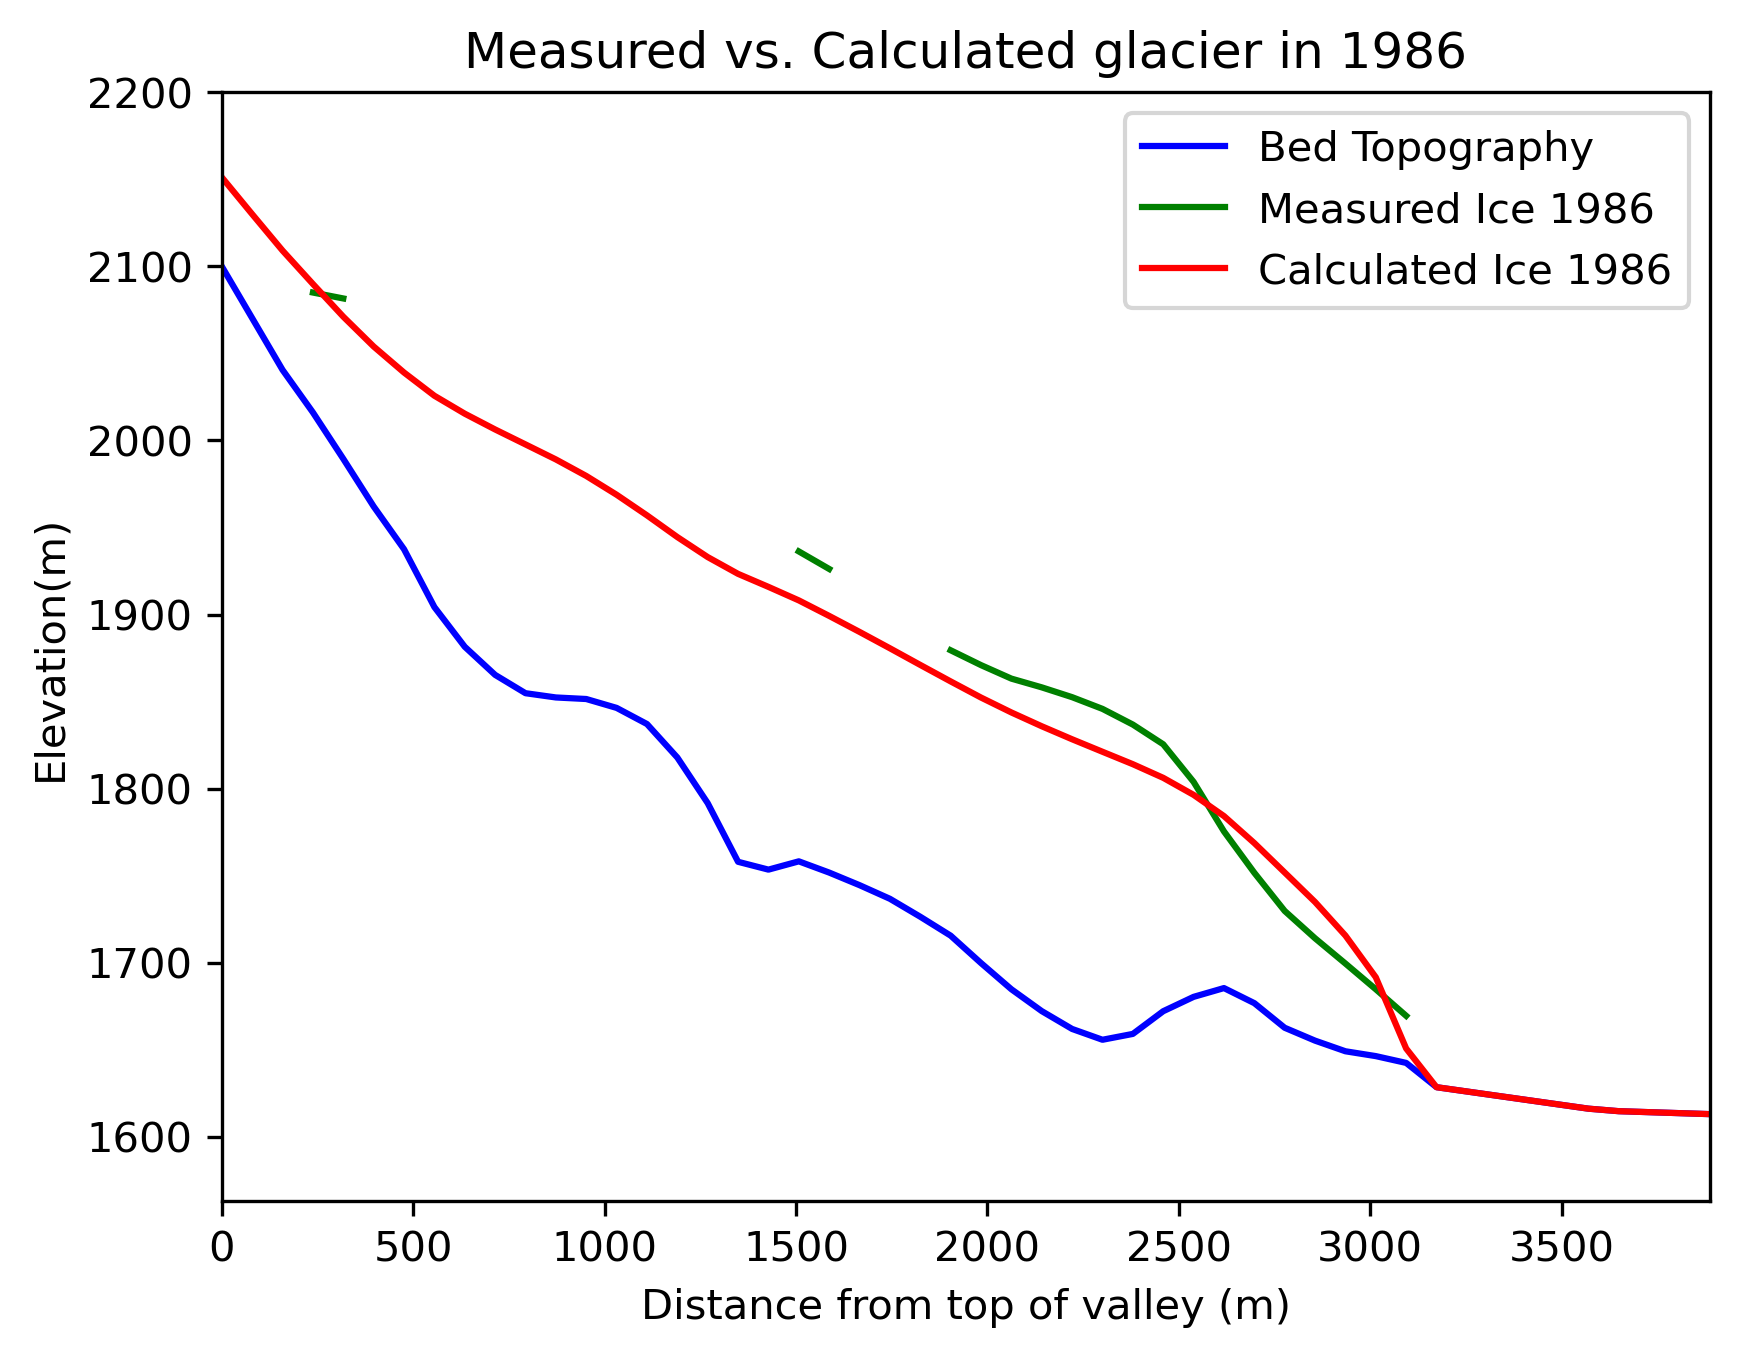 Measured vs. Calculated glacier in 1986
2200
2100
2000
1900
1800
1700
1600
Elevation(m)
Bed Topography
Measured Ice 1986
Calculated Ice 1986
0 500 1000 1500 2000 2500 3000 3500
Distance from top of valley (m)